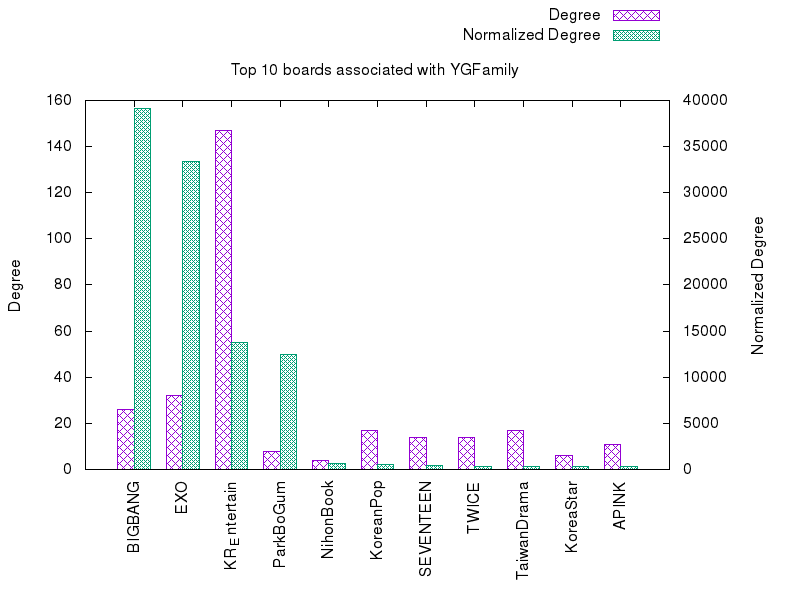 Degree
Normalized Degree
Top 10 boards associated with YGFamily
160
140
120
100
80
60
40
20
0
40000
35000
30000
25000
20000
15000
10000
5000
0
Degree
Normalized Degree
BIGBANG
EXO
KREntertain
ParkBoGum
NihonBook
KoreanPop
SEVENTEEN
TWICE
TaiwanDrama
KoreaStar
APINK